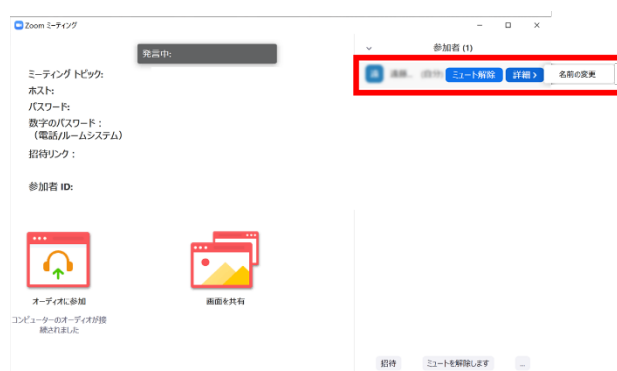 Zoom ミーティング
発言中:
参加者 (1)
ミーティング トピック:
ホスト:
パスワード:
数字のパスワード：
（電話/ルームシステム）
招待リンク：
参加者 ID:
(自分)
ミュート解除
詳細 >
名前の変更
オーディオに参加
コンピューターのオーディオが接
続されました
画面を共有
招待
ミュートを解除します
...